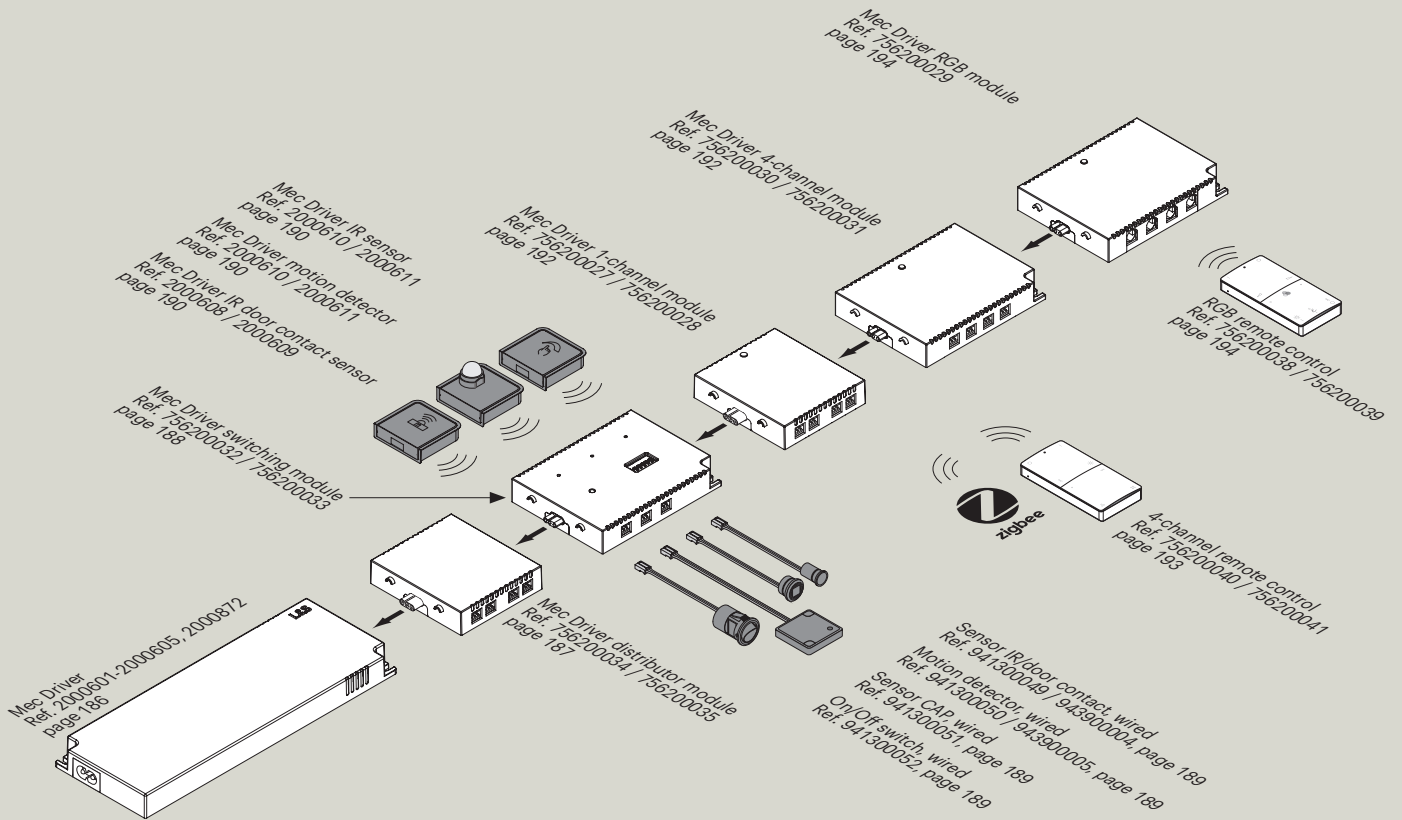 Mec Driver RGB module
Ref. 756200029
page 194
Mec Driver 4-channel module
Ref. 756200030 / 756200031
page 192
Mec Driver IR sensor
Ref. 2000610 / 2000611
page 190
Mec Driver motion detector
Ref. 2000610 / 2000611
page 190
Mec Driver IR door contact sensor
Ref. 2000608 / 2000609
page 190
Mec Driver 1-channel module
Ref. 756200027 / 756200028
page 192
RGB remote control
Ref. 756200038 / 756200039
page 194
Mec Driver switching module
Ref. 756200032 / 756200033
page 188
zigbee
4-channel remote control
Ref. 756200040 / 756200041
page 193
Mec Driver
Ref. 2000601-2000605, 2000872
page 186
Mec Driver distributor module
Ref. 756200034 / 756200035
page 187
Sensor IR/door contact, wired
Ref. 941300049 / 943900004, page 189
Motion detector, wired
Ref. 941300050 / 943900005, page 189
Sensor CAP, wired
Ref. 941300051, page 189
On/Off switch, wired
Ref. 941300052, page 189